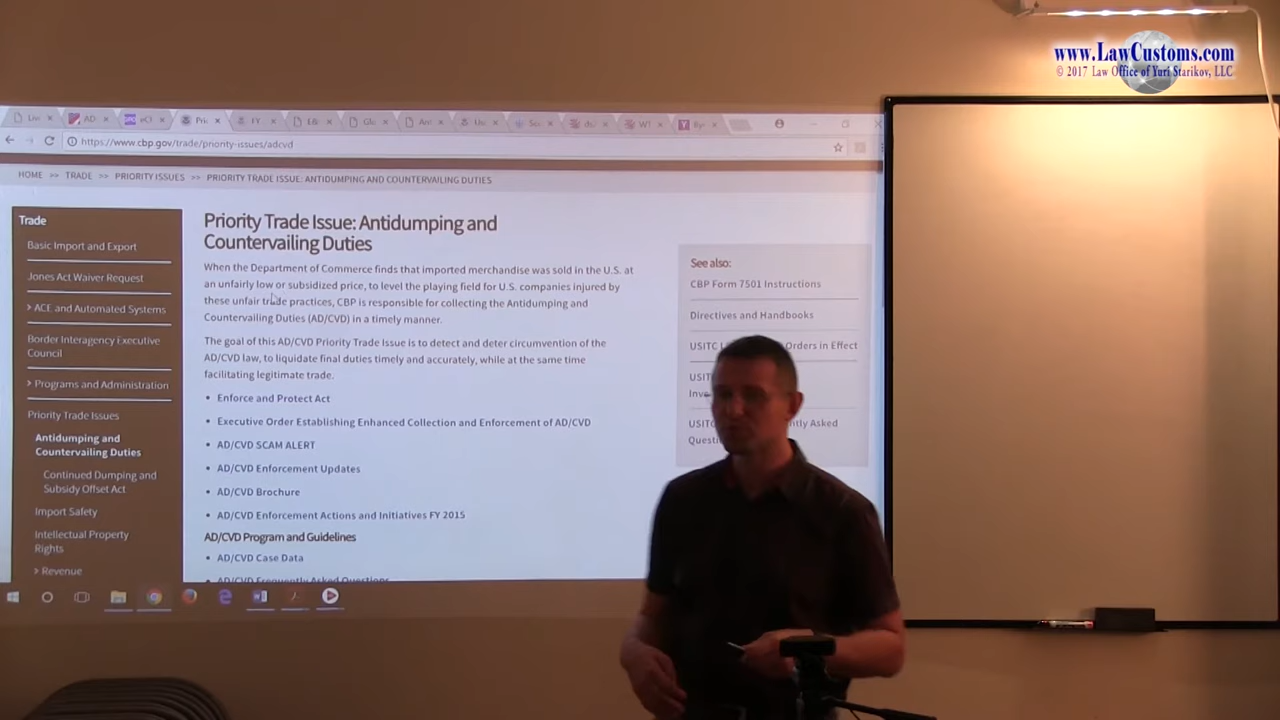 www.LawCustoms.com
© 2017 Law Office of Yuri Starikov, LLC
https://www.cbp.gov/trade/priority-issues/adcvd
HOME >> TRADE >> PRIORITY ISSUES >> PRIORITY TRADE ISSUE: ANTIDUMPING AND COUNTERVAILING DUTIES
Trade
Basic Import and Export
Jones Act Waiver Request
> ACE and Automated Systems
Border Interagency Executive
Council
> Programs and Administration
Priority Trade Issues
Antidumping and
Countervailing Duties
Continued Dumping and
Subsidy Offset Act
Import Safety
Intellectual Property
Rights
> Revenue
Priority Trade Issue: Antidumping and
Countervailing Duties
When the Department of Commerce finds that imported merchandise was sold in the U.S. at
an unfairly low or subsidized price, to level the playing field for U.S. companies injured by
these unfair trade practices, CBP is responsible for collecting the Antidumping and
Countervailing Duties (AD/CVD) in a timely manner.
The goal of this AD/CVD Priority Trade Issue is to detect and deter circumvention of the
AD/CVD law, to liquidate final duties timely and accurately, while at the same time
facilitating legitimate trade.
• Enforce and Protect Act
• Executive Order Establishing Enhanced Collection and Enforcement of AD/CVD
• AD/CVD SCAM ALERT
• AD/CVD Enforcement Updates
• AD/CVD Brochure
• AD/CVD Enforcement Actions and Initiatives FY 2015
AD/CVD Program and Guidelines
• AD/CVD Case Data
• AD/CVD Frequently Asked Questions
See also:
CBP Form 7501 Instructions
Directives and Handbooks
USITC Orders in Effect
USITC
USITC Asked